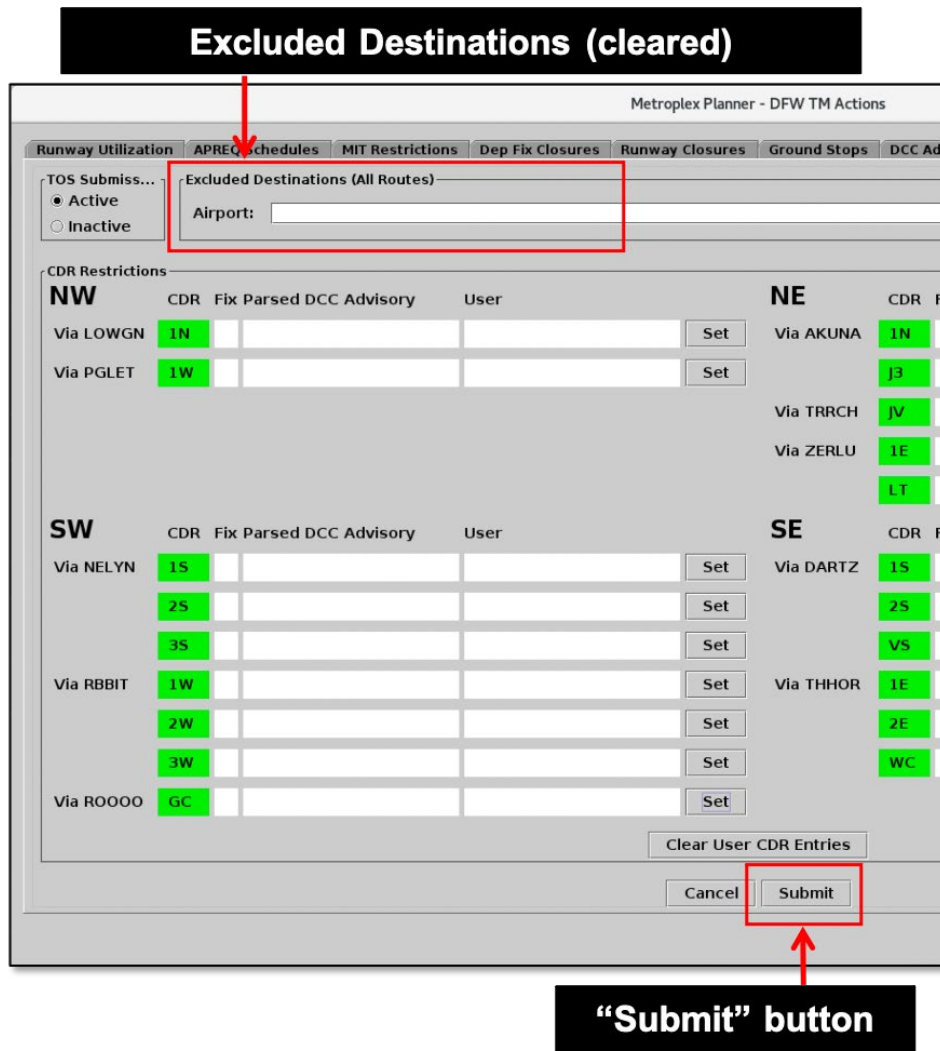 Excluded Destinations (cleared)
Metroplex Planner - DFW TM Actions
Runway Utilization APREQ Schedules MIT Restrictions Dep Fix Closures Runway Closures Ground Stops DCC Ad
TOS Submiss... Excluded Destinations (All Routes)
Active
Airport:
Inactive
CDR Restrictions
NW CDR Fix Parsed DCC Advisory User NE CDR F
Via LOWGN 1N Set Via AKUNA 1N
Via PGLET 1W Set J3
Via TRRCH JV
Via ZERLU 1E
LT
SW CDR Fix Parsed DCC Advisory User SE CDR F
Via NELYN 1S Set Via DARTZ 1S
2S Set 2S
3S Set VS
Via RBBIT 1W Set Via THHOR 1E
2W Set 2E
3W Set WC
Via ROOOO GC Set
Clear User CDR Entries
Cancel Submit
“Submit” button